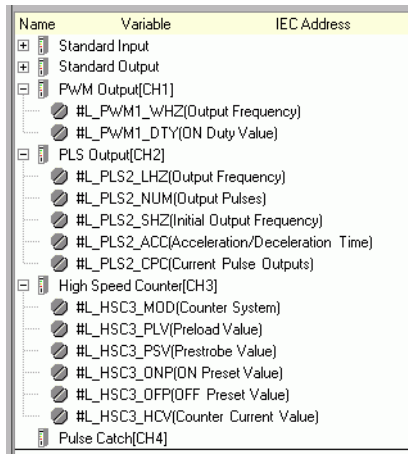 Name Variable IEC Address
Standard Input
Standard Output
PWM Output[CH1]
#L_PWM1_WHZ(Output Frequency)
#L_PWM1_DTY(ON Duty Value)
PLS Output[CH2]
#L_PLS2_LHZ(Output Frequency)
#L_PLS2_NUM(Output Pulses)
#L_PLS2_SHZ(Initial Output Frequency)
#L_PLS2_ACC(Acceleration/Deceleration Time)
#L_PLS2_CPC(Current Pulse Outputs)
High Speed Counter[CH3]
#L_HSC3_MOD(Counter System)
#L_HSC3_PLV(Preload Value)
#L_HSC3_PSV(Prestrobe Value)
#L_HSC3_ONP(ON Preset Value)
#L_HSC3_OFP(OFF Preset Value)
#L_HSC3_HCV(Counter Current Value)
Pulse Catch[CH4]